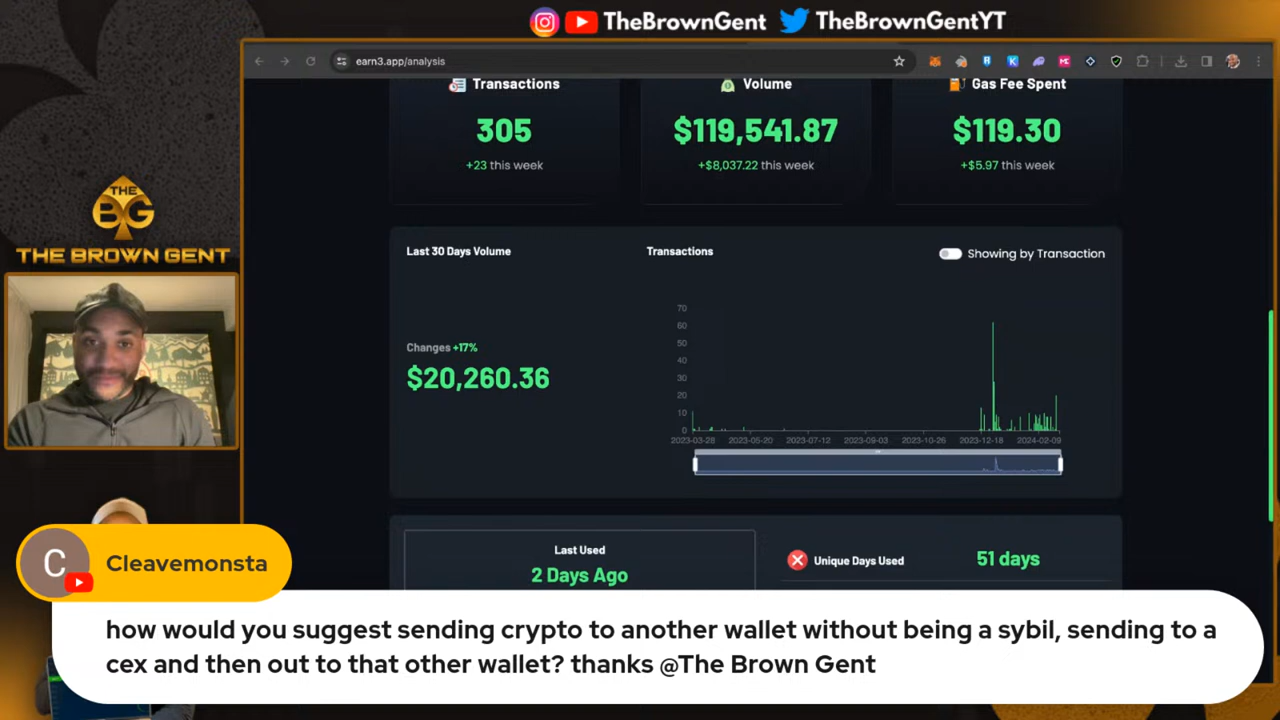 TheBrownGent TheBrownGentYT
earn3.app/analysis
THE
BG
THE BROWN GENT
Transactions
305
+23 this week
Volume
$119,541.87
+$8,037.22 this week
Gas Fee Spent
$119.30
+$5.97 this week
Last 30 Days Volume
Transactions
Showing by Transaction
Changes +17%
$20,260.36
70
60
50
40
30
20
10
0
2023-03-28 2023-05-20 2023-07-12 2023-09-03 2023-10-26 2023-12-18 2024-02-09
Last Used
2 Days Ago
Unique Days Used 51 days
C
Cleavemonsta
how would you suggest sending crypto to another wallet without being a sybil, sending to a
cex and then out to that other wallet? thanks @The Brown Gent